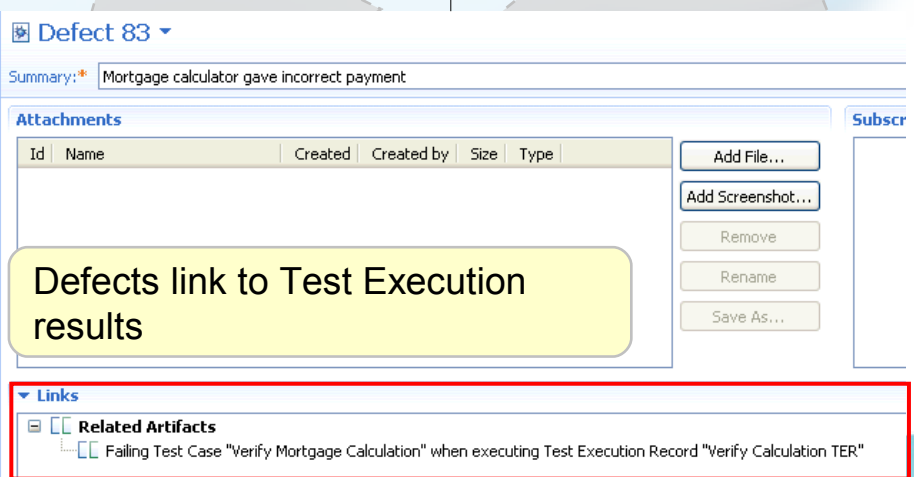 Defect 83
Summary:* Mortgage calculator gave incorrect payment
Attachments
Subscr
Id Name Created Created by Size Type
Add File...
Add Screenshot...
Remove
Rename
Save As...
Defects link to Test Execution
results
Links
Related Artifacts
Failing Test Case "Verify Mortgage Calculation" when executing Test Execution Record "Verify Calculation TER"